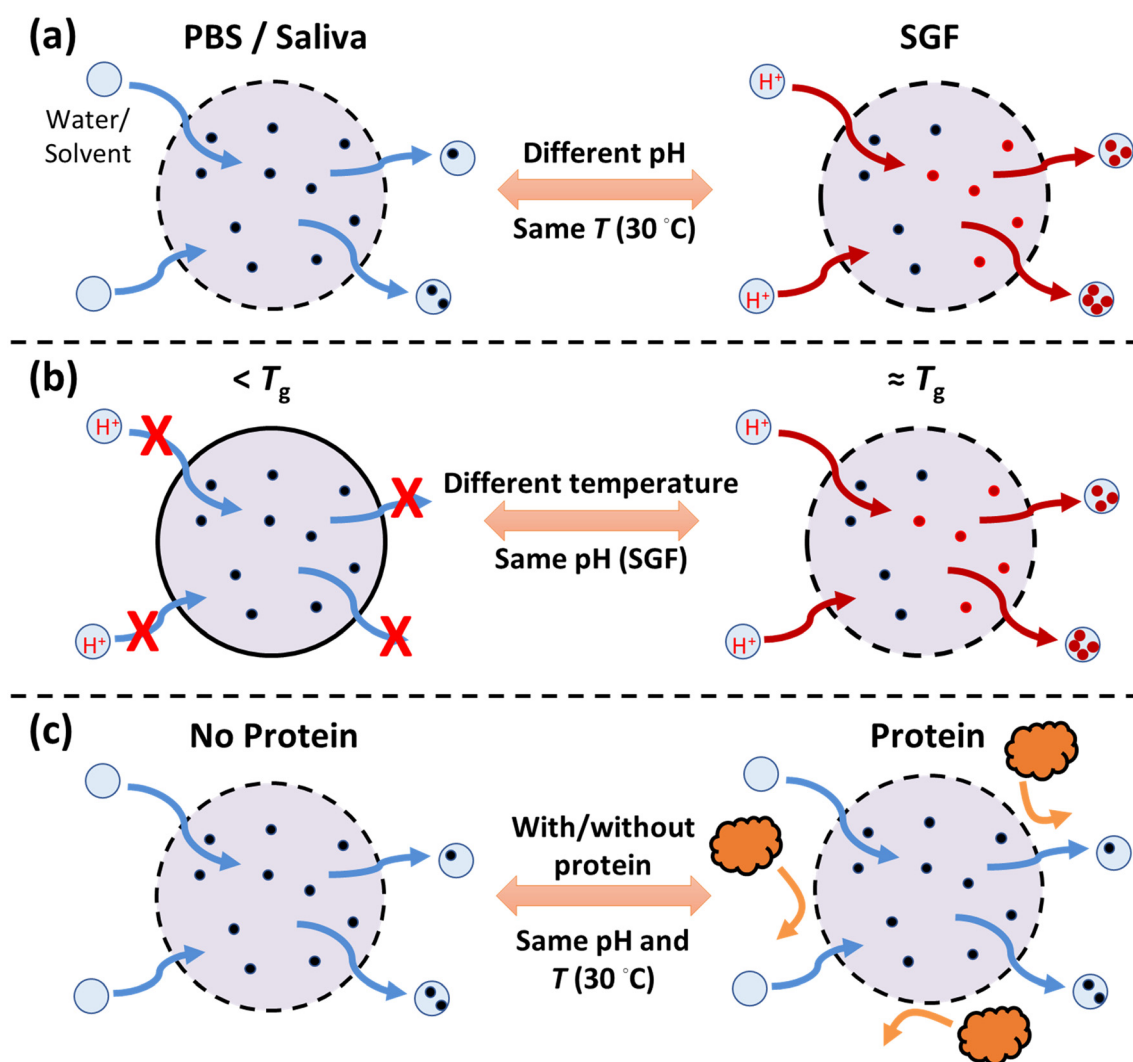 (a)
PBS / Saliva
SGF
Water/
Solvent
H⁺
Different pH
Same T (30 °C)
H⁺
(b)
< Tg
≈ Tg
H⁺
X
X
H⁺
Different temperature
Same pH (SGF)
H⁺
X
X
H⁺
(c)
No Protein
Protein
With/without
protein
Same pH and
T (30 °C)